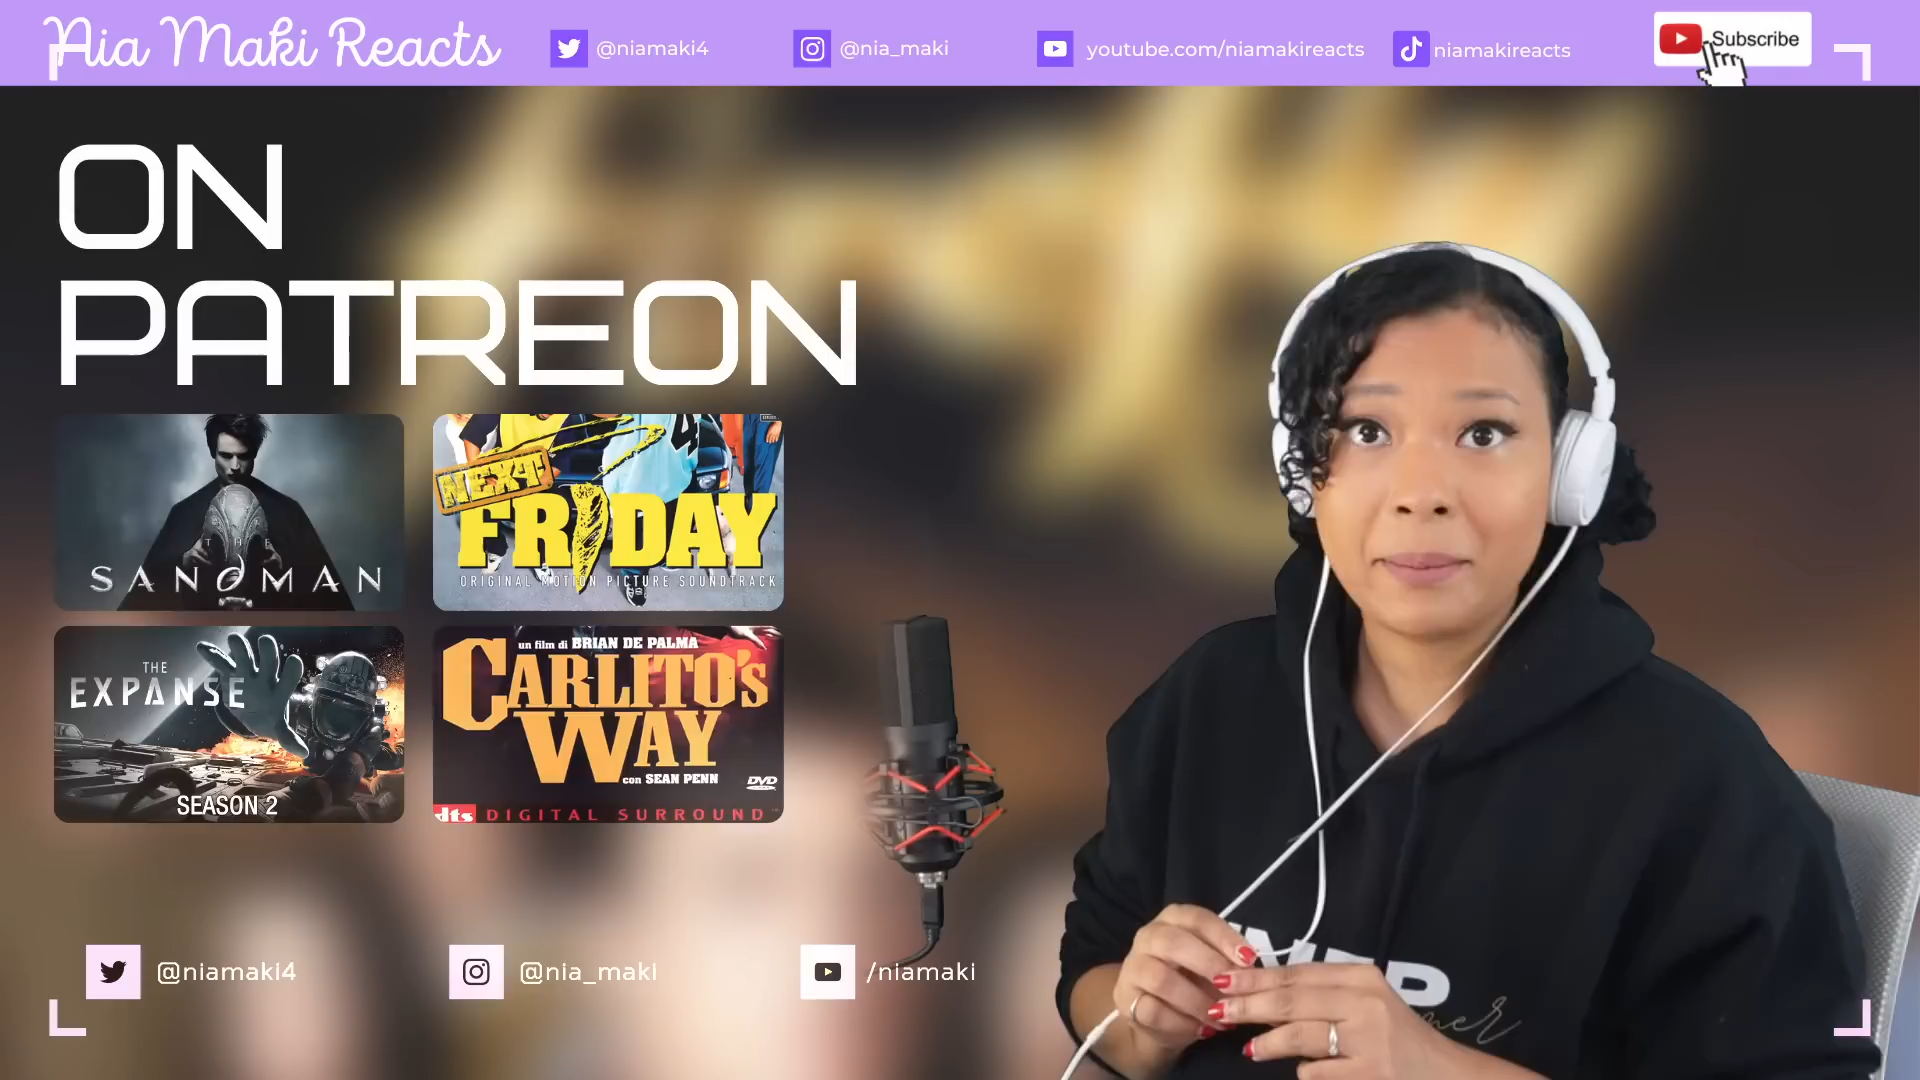 Nia Maki Reacts
@niamaki4
@nia_maki
youtube.com/niamakireacts
niamakireacts
Subscribe
ON
PATREON
THE
SANDMAN
NEXT
FRIDAY
ORIGINAL MOTION PICTURE SOUNDTRACK
THE
EXPANSE
SEASON 2
un film di BRIAN DE PALMA
CARLITO'S
WAY
con SEAN PENN
DVD
dts DIGITAL SURROUND
@niamaki4
@nia_maki
/niamaki